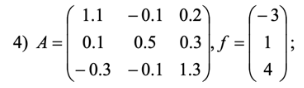 4) A = ( 1.1 −0.1 0.2
0.1 0.5 0.3
−0.3 −0.1 1.3 ), f = ( −3
1
4 );